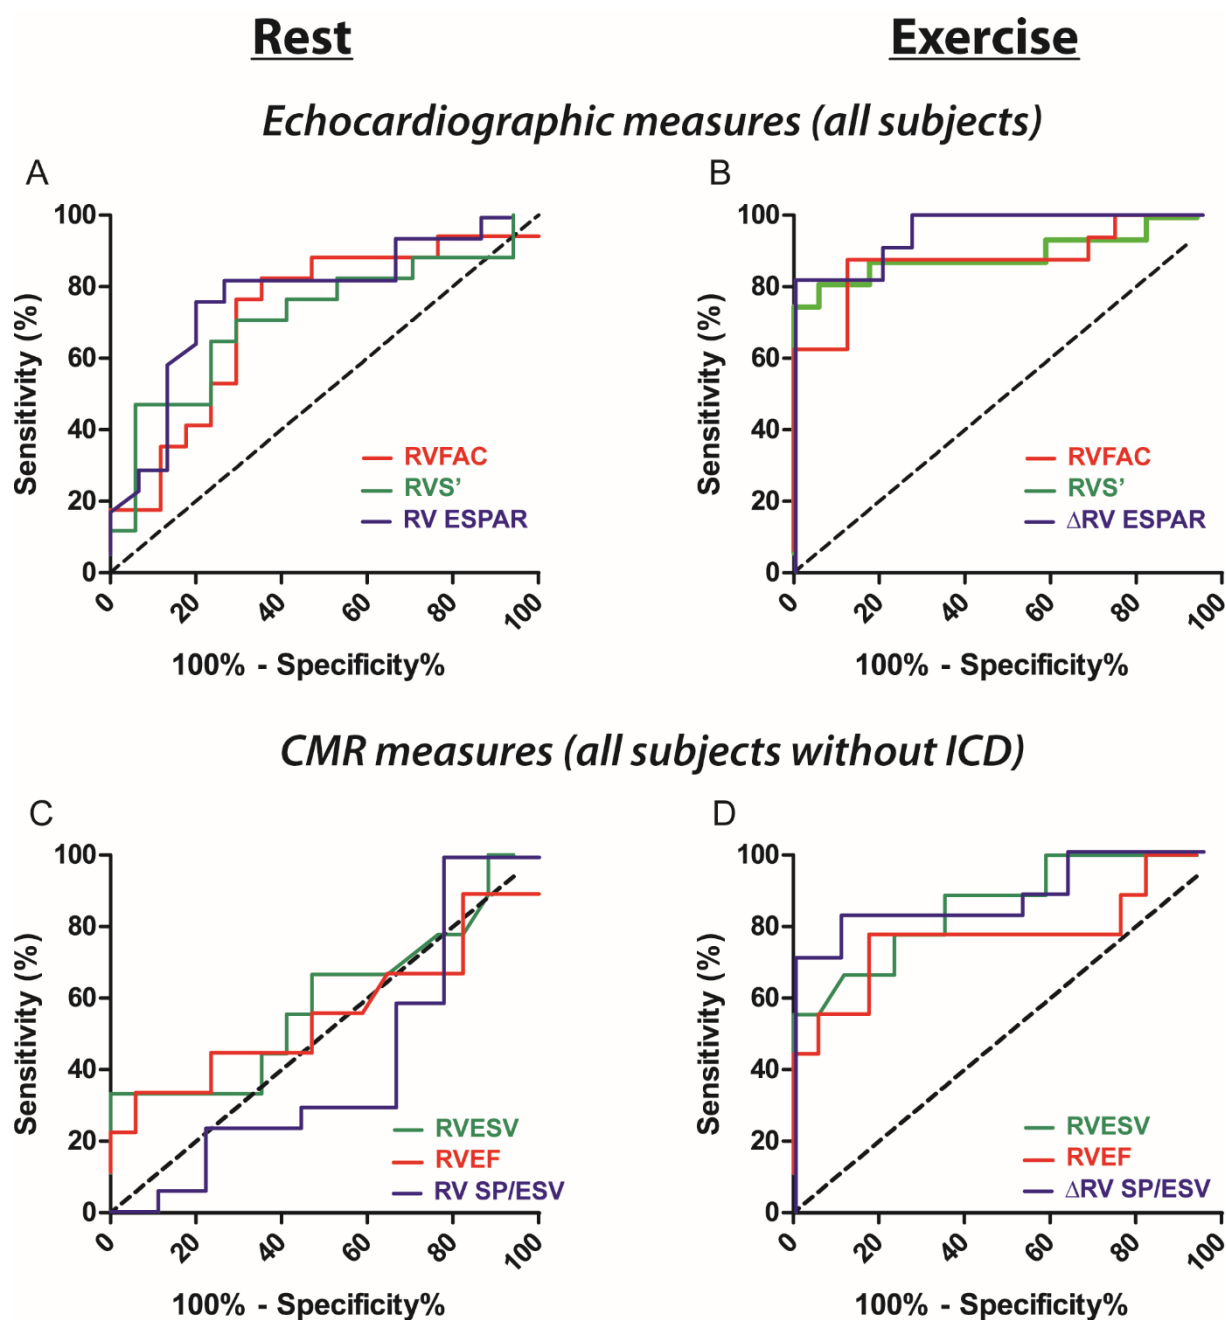 Rest
Exercise
Echocardiographic measures (all subjects)
A
Sensitivity (%)
100
80
60
40
20
0
RVFAC
RVS’
RV ESPAR
0 20 40 60 80 100
100% - Specificity%
B
Sensitivity (%)
100
80
60
40
20
0
RVFAC
RVS'
ΔRV ESPAR
0 20 40 60 80 100
100% - Specificity%
CMR measures (all subjects without ICD)
C
Sensitivity (%)
100
80
60
40
20
0
RVESV
RVEF
RV SP/ESV
0 20 40 60 80 100
100% - Specificity%
D
Sensitivity (%)
100
80
60
40
20
0
RVESV
RVEF
ΔRV SP/ESV
0 20 40 60 80 100
100% - Specificity%